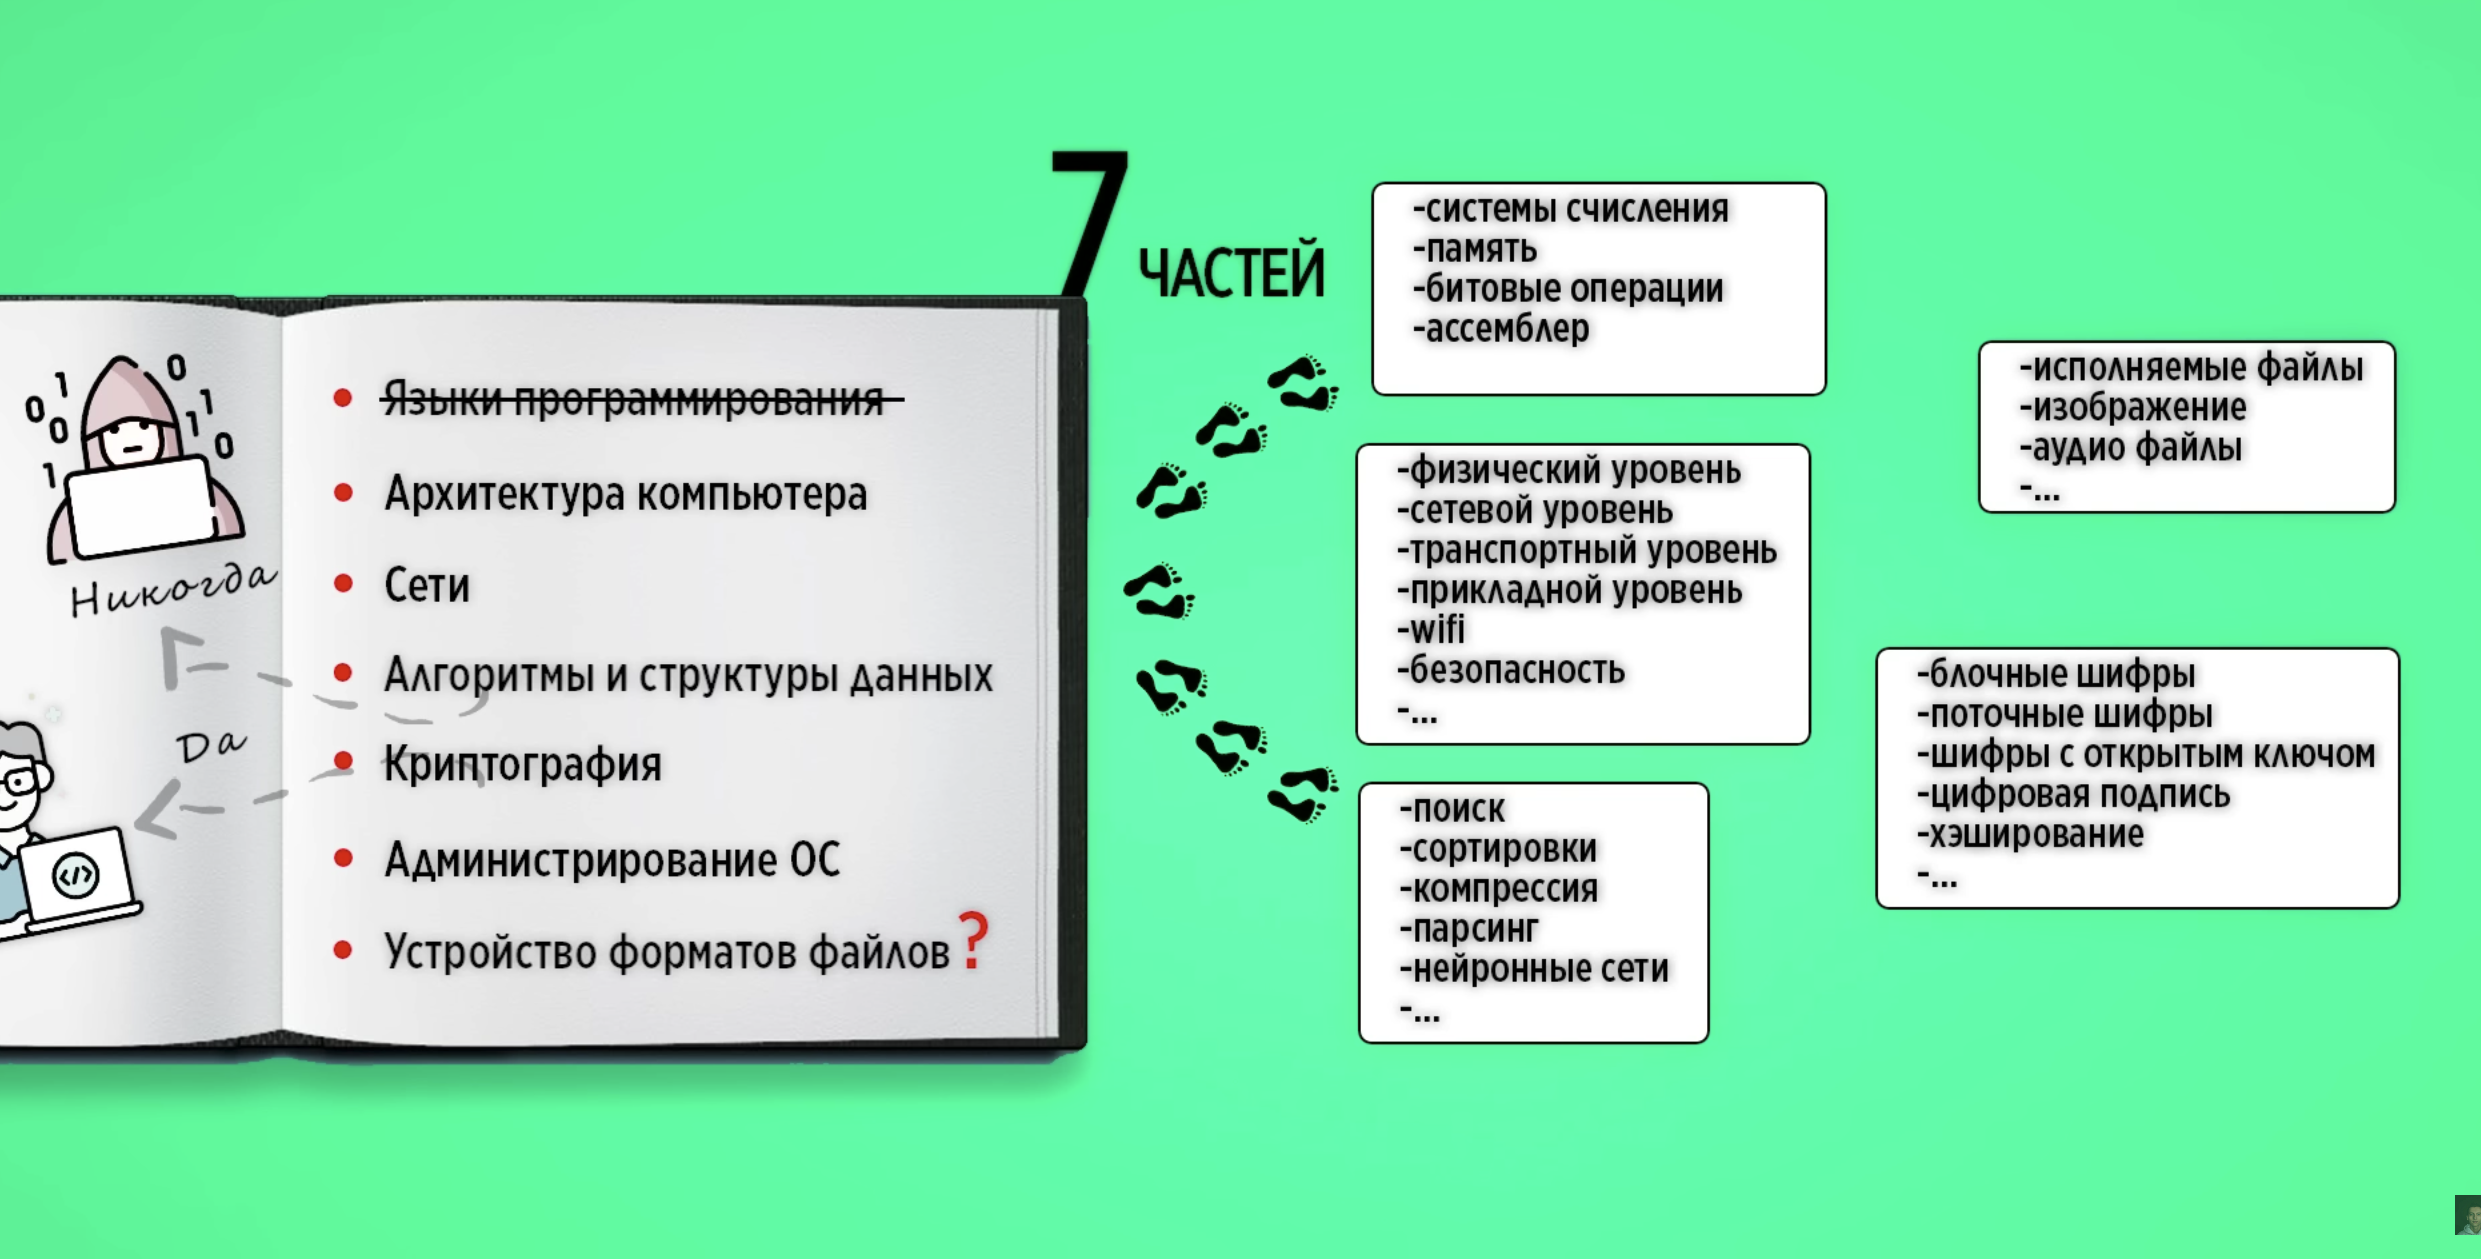 7
ЧАСТЕЙ
0 1 0
0 1
1 0
1
Никогда
Да
</>
Языки программирования
Архитектура компьютера
Сети
Алгоритмы и структуры данных
Криптография
Администрирование ОС
Устройство форматов файлов?
-системы счисления
-память
-битовые операции
-ассемблер
-физический уровень
-сетевой уровень
-транспортный уровень
-прикладной уровень
-wifi
-безопасность
-...
-поиск
-сортировки
-компрессия
-парсинг
-нейронные сети
-...
-исполняемые файлы
-изображение
-аудио файлы
-...
-блочные шифры
-поточные шифры
-шифры с открытым ключом
-цифровая подпись
-хэширование
-...